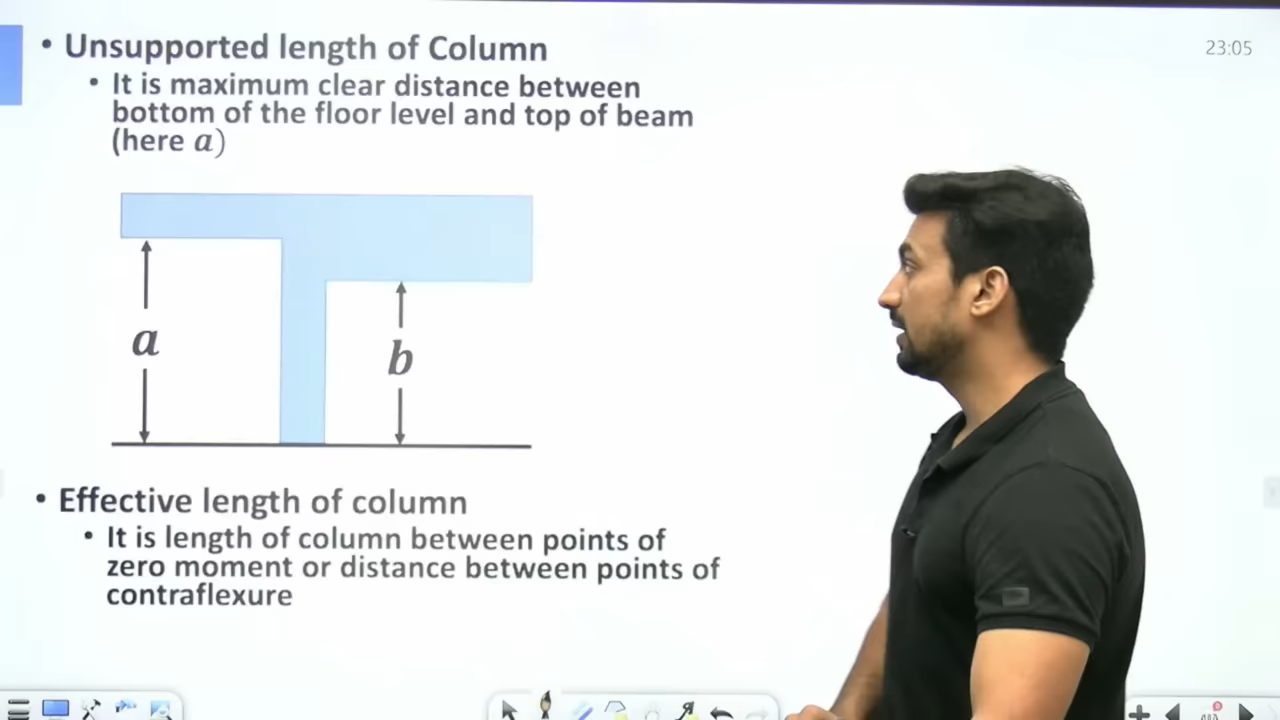 23:05
• Unsupported length of Column
• It is maximum clear distance between
bottom of the floor level and top of beam
(here a)
a
b
• Effective length of column
• It is length of column between points of
zero moment or distance between points of
contraflexure